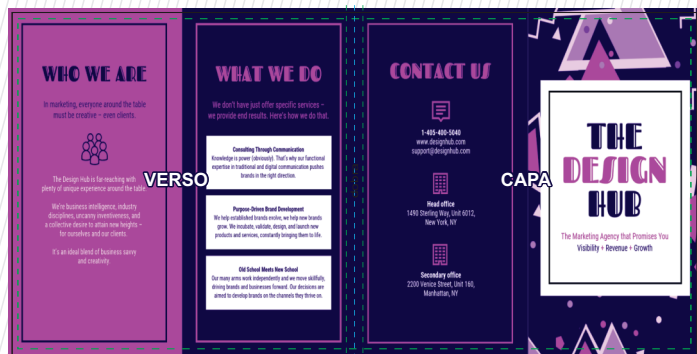 WHO WE ARE
In marketing, everyone around the table
must be creative – even clients.
The Design Hub is far-reaching with
plenty of unique experience around the table.
We're business intelligence, industry
disciplines, uncanny inventiveness, and
a collective desire to attain new heights –
for ourselves and our clients.
It's an ideal blend of business savvy
and creativity
VERSO
WHAT WE DO
We don't have just offer specific services –
we provide end results. Here's how we do that.
Consulting Through Communication
Knowledge is power (obviously). That's why our functional
expertise in traditional and digital communication pushes
brands in the right direction.
Purpose-Driven Brand Development
We help established brands evolve, we help new brands
grow. We incubate, validate, design, and launch new
products and services, constantly bringing them to life.
Old School Meets New School
Our many arms work independently and we move skilfully,
driving brands and businesses forward. Our decisions are
aimed to develop brands on the channels they thrive on.
CONTACT US
1-405-400-5040
www.designhub.com
support@designhub.com
Head office
1490 Sterling Way, Unit 6012,
New York, NY
Secondary office
2200 Venice Street, Unit 160,
Manhattan, NY
CAPA
THE
DESIGN
HUB
The Marketing Agency that Promises You
Visibility + Revenue + Growth